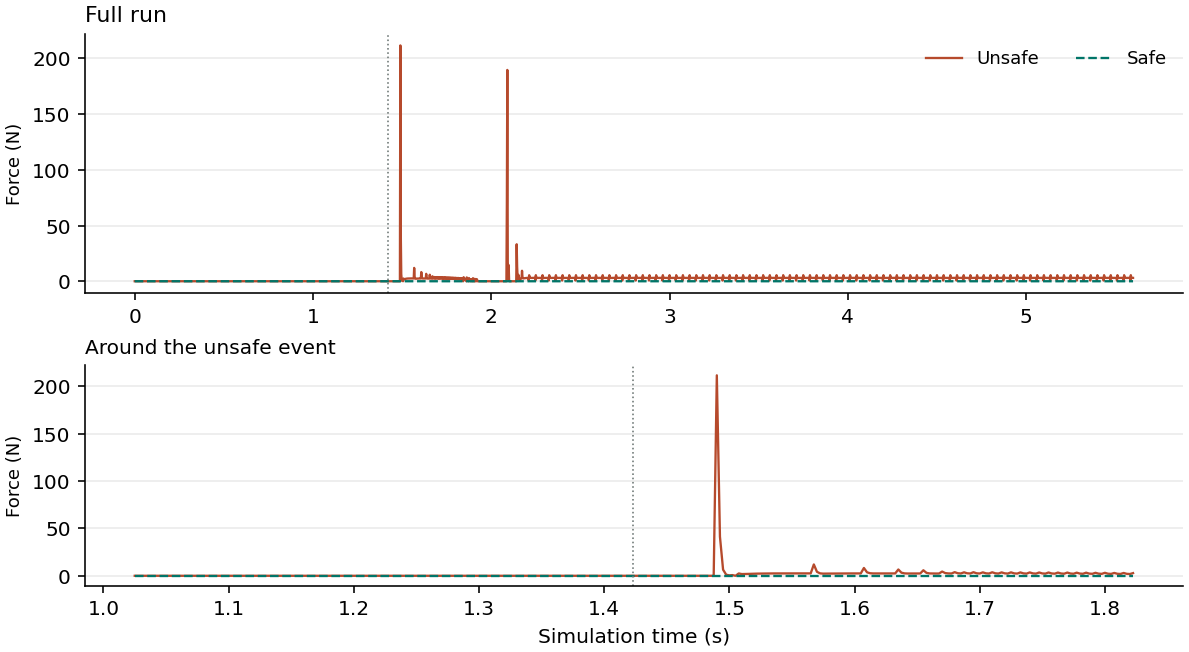 Full run
Force (N)
200
150
100
50
0
Unsafe
Safe
0 1 2 3 4 5
Around the unsafe event
Force (N)
200
150
100
50
0
1.0 1.1 1.2 1.3 1.4 1.5 1.6 1.7 1.8
Simulation time (s)